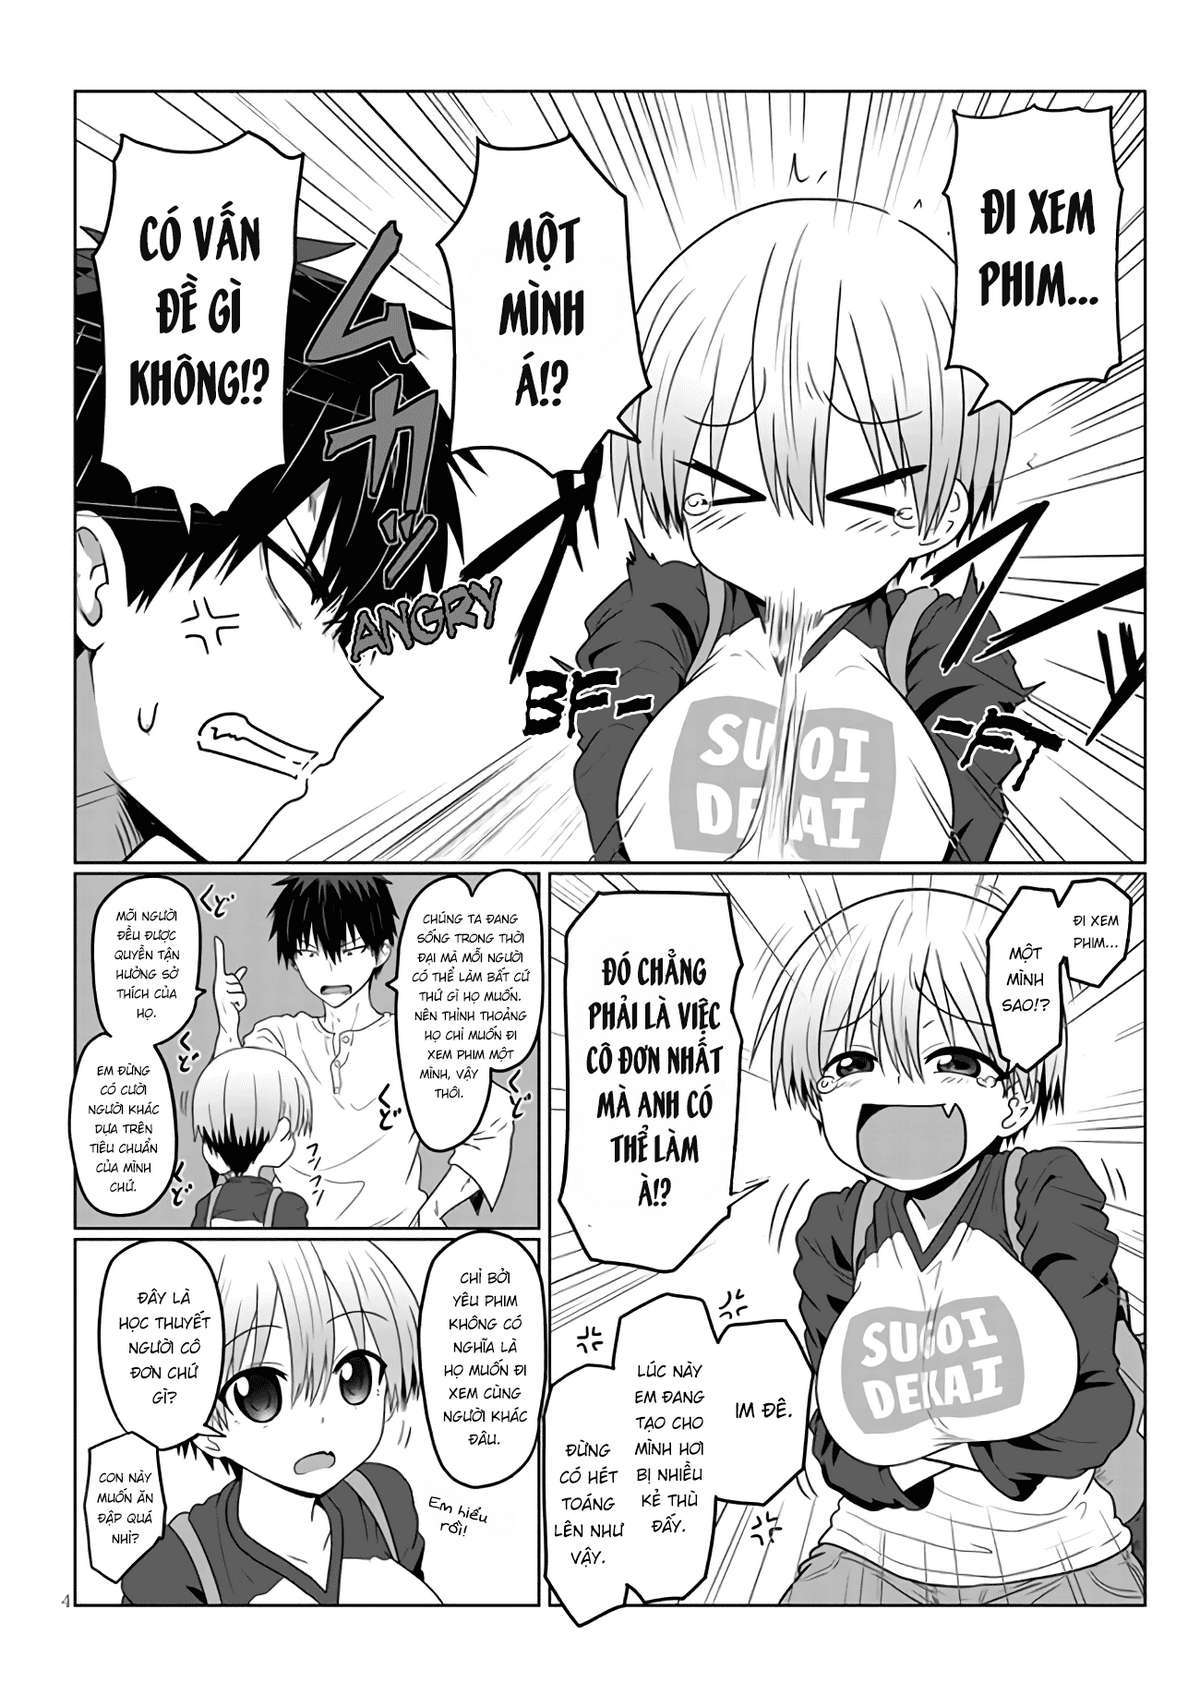 ĐI XEM
PHIM...
MỘT
MÌNH
Á!?
CÓ VẤN
ĐỀ GÌ
KHÔNG!?
ムカッ
ANGRY
BF-
-FT
SUGOI
DEKAI
ĐI XEM
PHIM...
MỘT
MÌNH
SAO!?
ĐÓ CHẲNG
PHẢI LÀ VIỆC
CÔ ĐƠN NHẤT
MÀ ANH CÓ
THỂ LÀM
À!?
SUGOI
DEKAI
IM ĐÊ.
LÚC NÀY
EM ĐANG
TẠO CHO
MÌNH HƠI
BỊ NHIỀU
KẺ THÙ
ĐẤY.
ĐỪNG
CÓ HÉT
TOÁNG
LÊN NHƯ
VẬY.
CHÚNG TA ĐANG
SỐNG TRONG THỜI
ĐẠI MÀ MỖI NGƯỜI
CÓ THỂ LÀM BẤT CỨ
THỨ GÌ HỌ MUỐN.
NÊN THỈNH THOẢNG
HỌ CHỈ MUỐN ĐI
XEM PHIM MỘT
MÌNH, VẬY
THÔI.
MỖI NGƯỜI
ĐỀU ĐƯỢC
QUYỀN TẬN
HƯỞNG SỞ
THÍCH CỦA
HỌ.
EM ĐỪNG
CÓ CƯỜI
NGƯỜI KHÁC
DỰA TRÊN
TIÊU CHUẨN
CỦA MÌNH
CHỨ.
くど
くど
くど
くど
CHỈ BỞI
YÊU PHIM
KHÔNG CÓ
NGHĨA LÀ
HỌ MUỐN ĐI
XEM CÙNG
NGƯỜI KHÁC
ĐÂU.
Em hiểu
rồi!
ĐÂY LÀ
HỌC THUYẾT
NGƯỜI CÔ
ĐƠN CHỨ
GÌ?
CON NÀY
MUỐN ĂN
ĐẬP QUÁ
NHỈ?
4